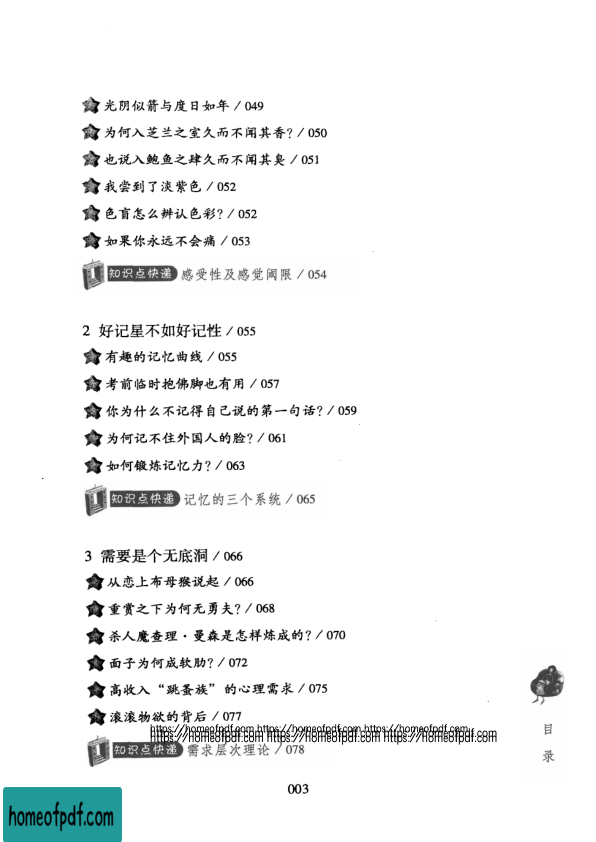 光阴似箭与度日如年 / 049
为何入芝兰之室久而不闻其香? / 050
也说入鲍鱼之肆久而不闻其臭 / 051
我尝到了淡紫色 / 052
色盲怎么辨认色彩? / 052
如果你永远不会痛 / 053
知识点快递 感受性及感觉阈限 / 054
2 好记星不如好记性 / 055
有趣的记忆曲线 / 055
考前临时抱佛脚也有用 / 057
你为什么不记得自己说的第一句话? / 059
为何记不住外国人的脸? / 061
如何锻炼记忆力? / 063
知识点快递 记忆的三个系统 / 065
3 需要是个无底洞 / 066
从恋上布母猴说起 / 066
重赏之下为何无勇夫? / 068
杀人魔查理·曼森是怎样炼成的? / 070
面子为何成软肋? / 072
高收入“跳蚤族”的心理需求 / 075
滚滚物欲的背后 / 077
https://homeofpdf.com https://homeofpdf.com https://homeofpdf.com
https://homeofpdf.com https://homeofpdf.com https://homeofpdf.com
知识点快递 需求层次理论 / 078
目录
003
homeofpdf.com